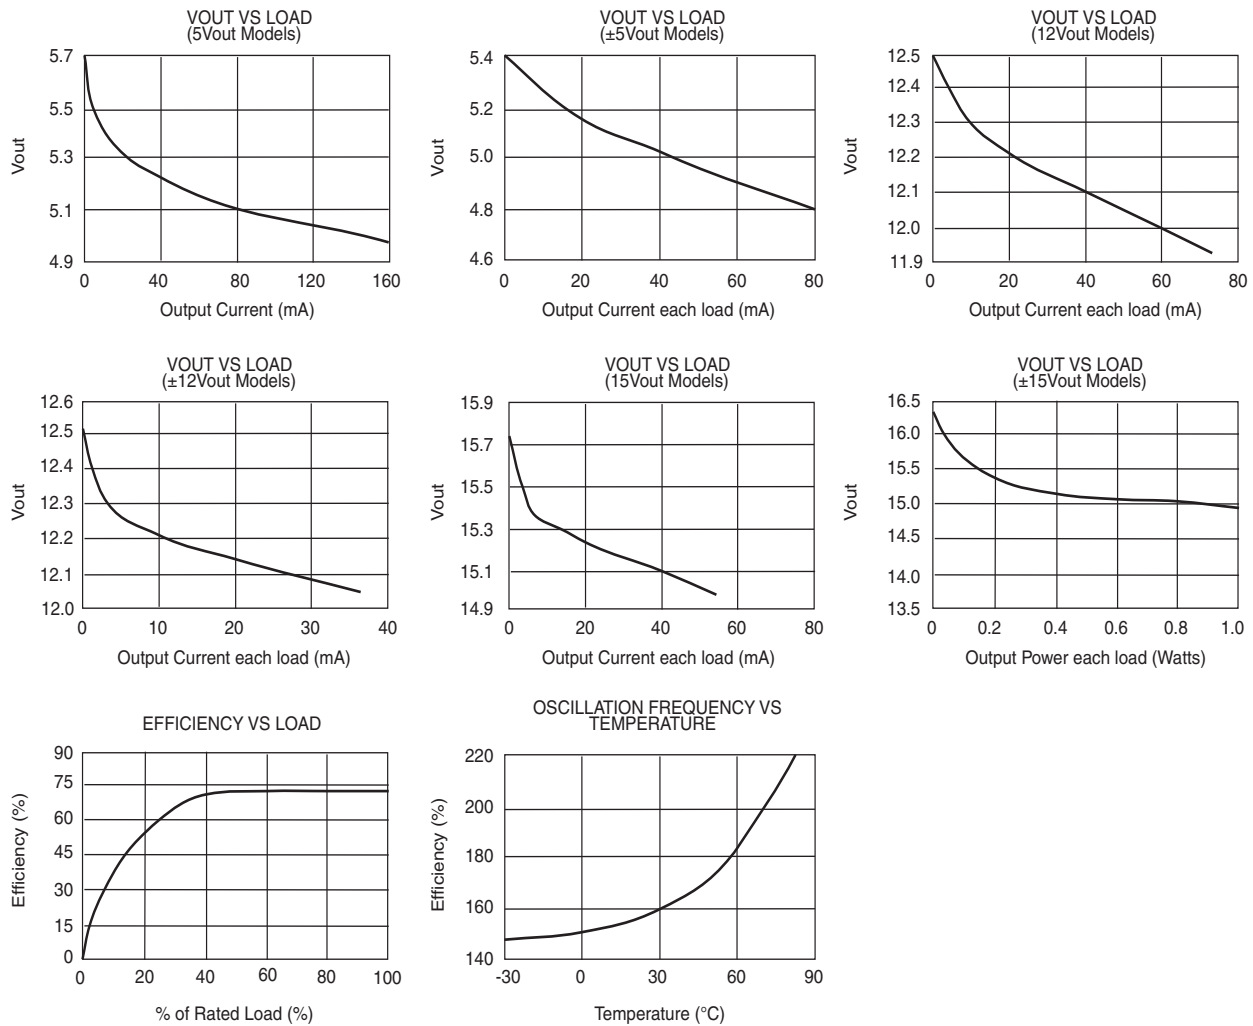 VOUT VS LOAD
(5Vout Models)
5.7
5.5
5.3
5.1
4.9
Vout
0 40 80 120 160
Output Current (mA)
VOUT VS LOAD
(±5Vout Models)
5.4
5.2
5.0
4.8
4.6
Vout
0 20 40 60 80
Output Current each load (mA)
VOUT VS LOAD
(12Vout Models)
12.5
12.4
12.3
12.2
12.1
12.0
11.9
Vout
0 20 40 60 80
Output Current each load (mA)
VOUT VS LOAD
(±12Vout Models)
12.6
12.5
12.4
12.3
12.2
12.1
12.0
Vout
0 10 20 30 40
Output Current each load (mA)
VOUT VS LOAD
(15Vout Models)
15.9
15.7
15.5
15.3
15.1
14.9
Vout
0 20 40 60 80
Output Current each load (mA)
VOUT VS LOAD
(±15Vout Models)
16.5
16.0
15.5
15.0
14.5
14.0
13.5
Vout
0 0.2 0.4 0.6 0.8 1.0
Output Power each load (Watts)
EFFICIENCY VS LOAD
90
75
60
45
30
15
0
Efficiency (%)
0 20 40 60 80 100
% of Rated Load (%)
OSCILLATION FREQUENCY VS
TEMPERATURE
220
200
180
160
140
Efficiency (%)
-30 0 30 60 90
Temperature (°C)